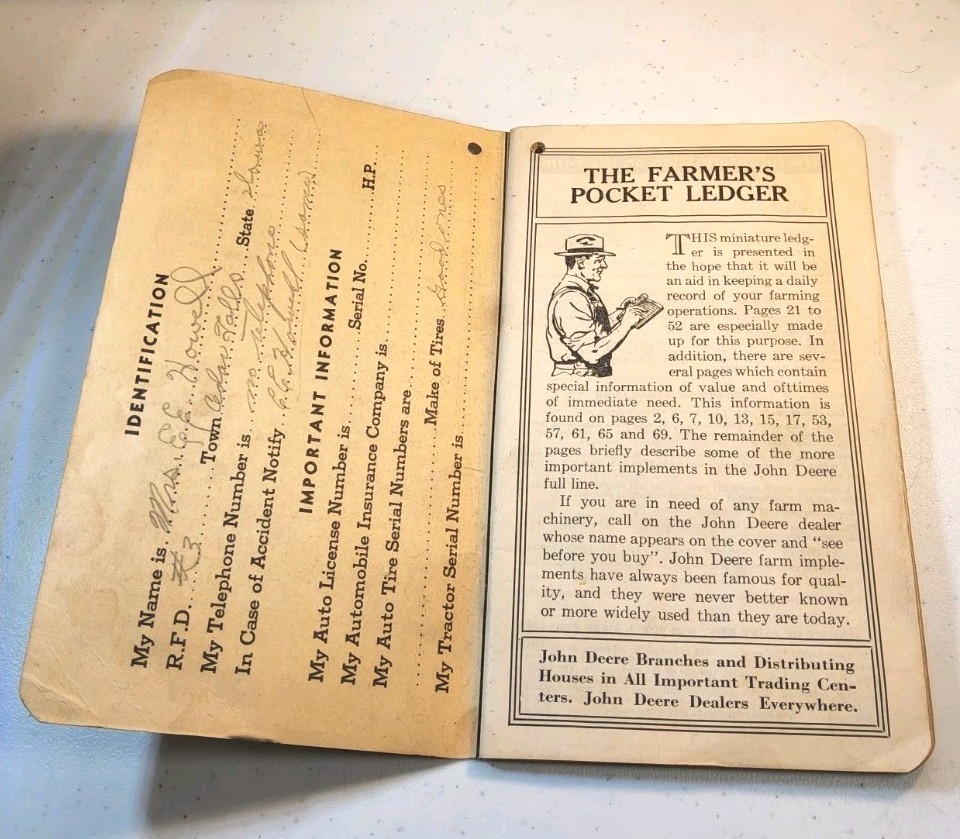 IDENTIFICATION
My Name is. Mrs. E.E. Howell
R.F.D. #3 Town Cedar Falls State Iowa
My Telephone Number is no Telephone
In Case of Accident Notify Howell
IMPORTANT INFORMATION
My Auto License Number is Serial No. H.P.
My Automobile Insurance Company is
My Auto Tire Serial Numbers are
Make of Tires
My Tractor Serial Number is
THE FARMER'S
POCKET LEDGER
THIS miniature ledg-
er is presented in
the hope that it will be
an aid in keeping a daily
record of your farming
operations. Pages 21 to
52 are especially made
up for this purpose. In
addition, there are sev-
eral pages which contain
special information of value and ofttimes
of immediate need. This information is
found on pages 2, 6, 7, 10, 13, 15, 17, 53,
57, 61, 65 and 69. The remainder of the
pages briefly describe some of the more
important implements in the John Deere
full line.
If you are in need of any farm ma-
chinery, call on the John Deere dealer
whose name appears on the cover and "see
before you buy". John Deere farm imple-
ments have always been famous for qual-
ity, and they were never better known
or more widely used than they are today.
John Deere Branches and Distributing
Houses in All Important Trading Cen-
ters. John Deere Dealers Everywhere.